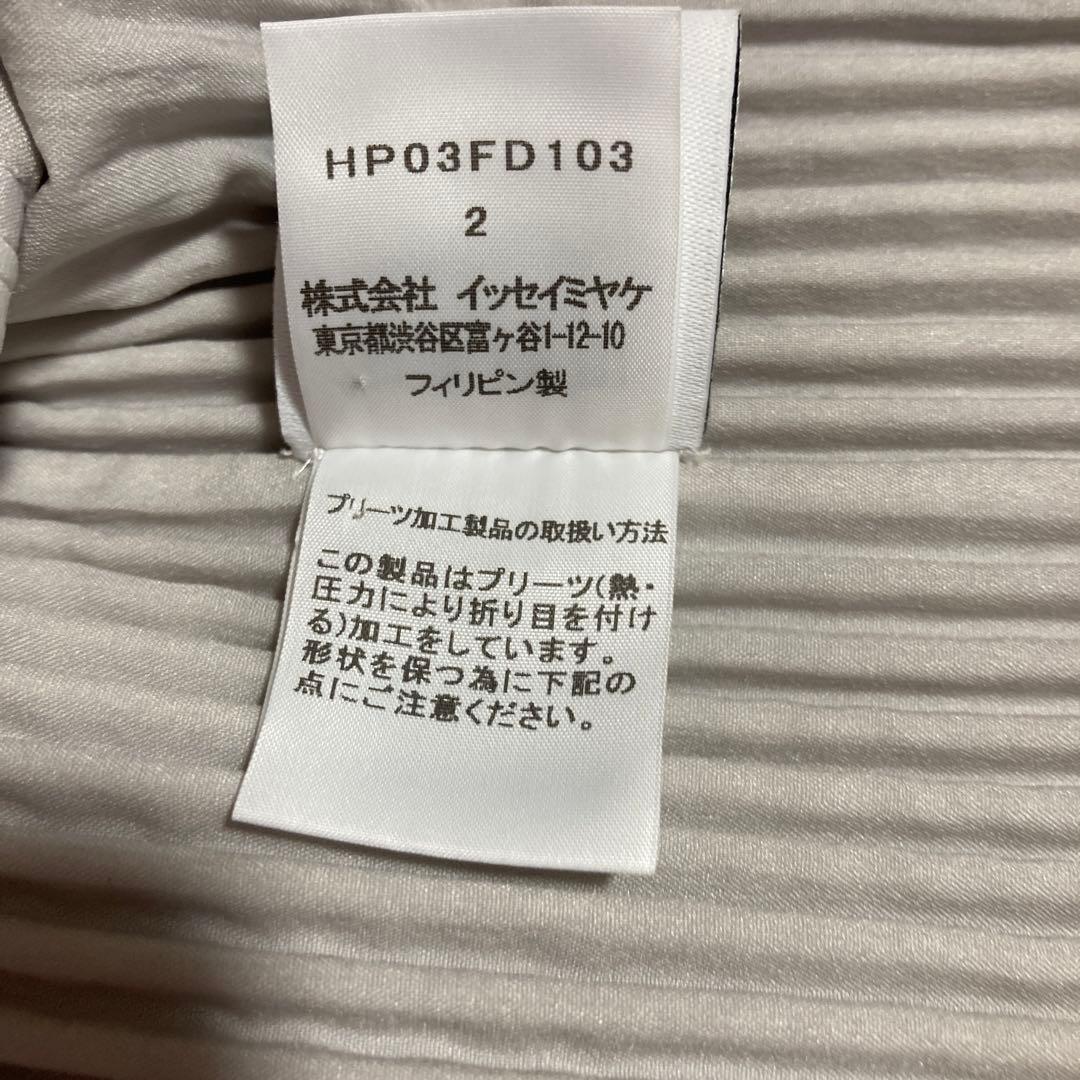 HP03FD103
2
株式会社 イッセイミヤケ
東京都渋谷区富ヶ谷1-12-10
フィリピン製
プリーツ加工製品の取扱い方法
この製品はプリーツ(熱・
圧力により折り目を付け
る)加工をしています。
形状を保つ為に下記の
点にご注意ください。